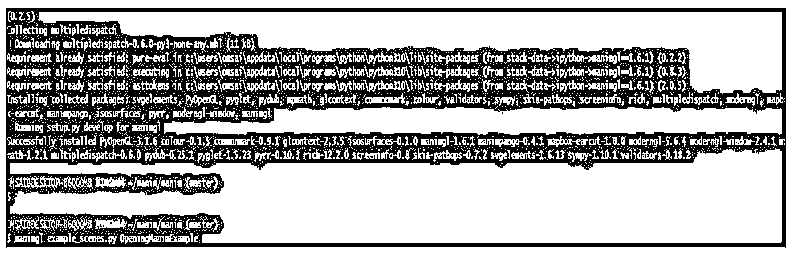 (0.2.5)
Collecting multipledispatch
Downloading multipledispatch-0.6.0-py3-none-any.whl (11 kB)
Requirement already satisfied: pure-eval in c:\users\omsai\appdata\local\programs\python\python310\lib\site-packages (from stack-data->ipython->manimgl==1.6.1) (0.2.2)
Requirement already satisfied: executing in c:\users\omsai\appdata\local\programs\python\python310\lib\site-packages (from stack-data->ipython->manimgl==1.6.1) (0.8.3)
Requirement already satisfied: asttokens in c:\users\omsai\appdata\local\programs\python\python310\lib\site-packages (from stack-data->ipython->manimgl==1.6.1) (2.0.5)
Installing collected packages: svgelements, PyOpenGL, pyglet, pydub, mpmath, glcontext, commonmark, colour, validators, sympy, skia-pathops, screeninfo, rich, multipledispatch, moderngl, mapb
x-earcut, manimpango, isosurfaces, pyrr, moderngl-window, manimgl
Running setup.py develop for manimgl
Successfully installed PyOpenGL-3.1.6 colour-0.1.5 commonmark-0.9.1 glcontext-2.3.5 isosurfaces-0.1.0 manimgl-1.6.1 manimpango-0.4.1 mapbox-earcut-1.0.0 moderngl-5.6.4 moderngl-window-2.4.1 m
math-1.2.1 multipledispatch-0.6.0 pydub-0.25.1 pyglet-1.5.23 pyrr-0.10.3 rich-12.2.0 screeninfo-0.8 skia-pathops-0.7.2 svgelements-1.6.13 sympy-1.10.1 validators-0.18.2
~/manim/manim (master)
$
~/manim/manim (master)
$ manimgl example_scenes.py OpeningManimExample